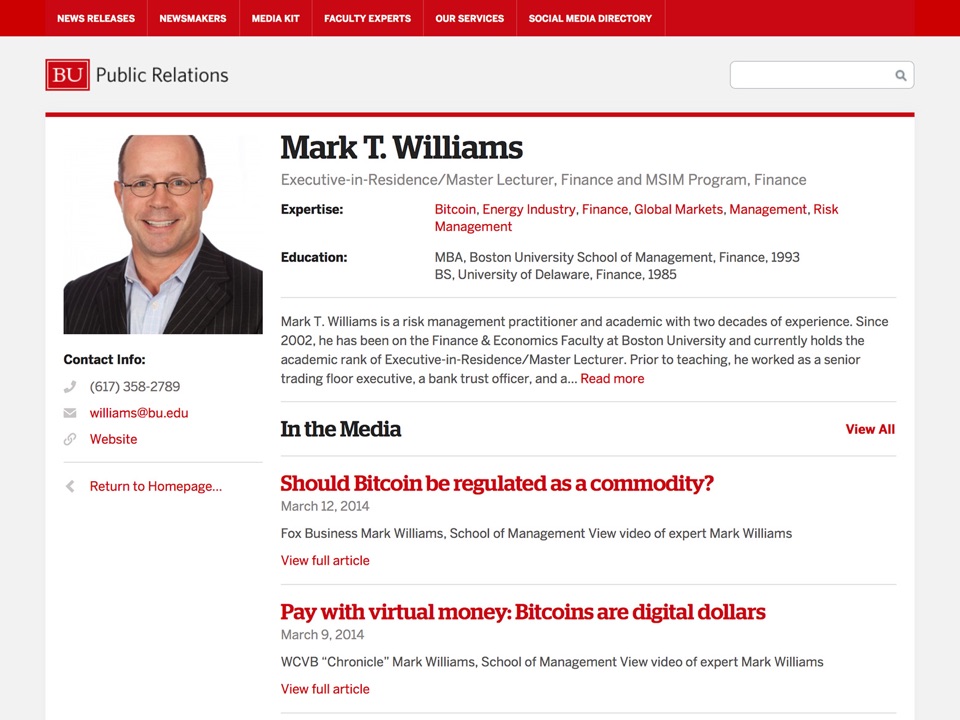 NEWS RELEASES
NEWSMAKERS
MEDIA KIT
FACULTY EXPERTS
OUR SERVICES
SOCIAL MEDIA DIRECTORY
BU Public Relations
Mark T. Williams
Executive-in-Residence/Master Lecturer, Finance and MSIM Program, Finance
Expertise:
Bitcoin, Energy Industry, Finance, Global Markets, Management, Risk
Management
Education:
MBA, Boston University School of Management, Finance, 1993
BS, University of Delaware, Finance, 1985
Mark T. Williams is a risk management practitioner and academic with two decades of experience. Since
2002, he has been on the Finance & Economics Faculty at Boston University and currently holds the
academic rank of Executive-in-Residence/Master Lecturer. Prior to teaching, he worked as a senior
trading floor executive, a bank trust officer, and a... Read more
Contact Info:
(617) 358-2789
williams@bu.edu
Website
Return to Homepage...
In the Media
View All
Should Bitcoin be regulated as a commodity?
March 12, 2014
Fox Business Mark Williams, School of Management View video of expert Mark Williams
View full article
Pay with virtual money: Bitcoins are digital dollars
March 9, 2014
WCVB “Chronicle” Mark Williams, School of Management View video of expert Mark Williams
View full article